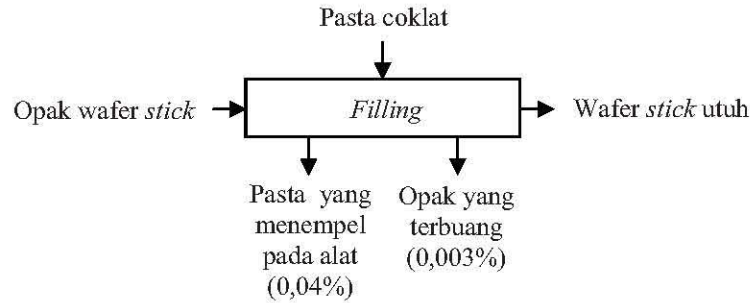 Pasta coklat
Opak wafer stick
Filling
Wafer stick utuh
Pasta yang
menempel
pada alat
(0,04%)
Opak yang
terbuang
(0,003%)